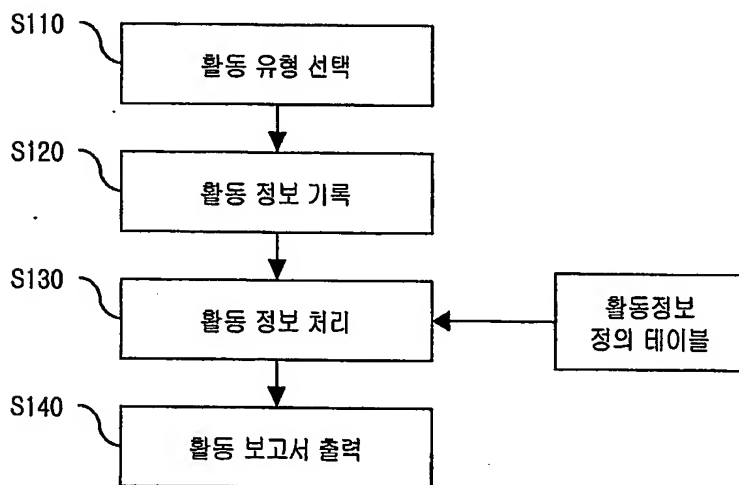 S110
활동 유형 선택
S120
활동 정보 기록
S130
활동 정보 처리
활동정보
정의 테이블
S140
활동 보고서 출력